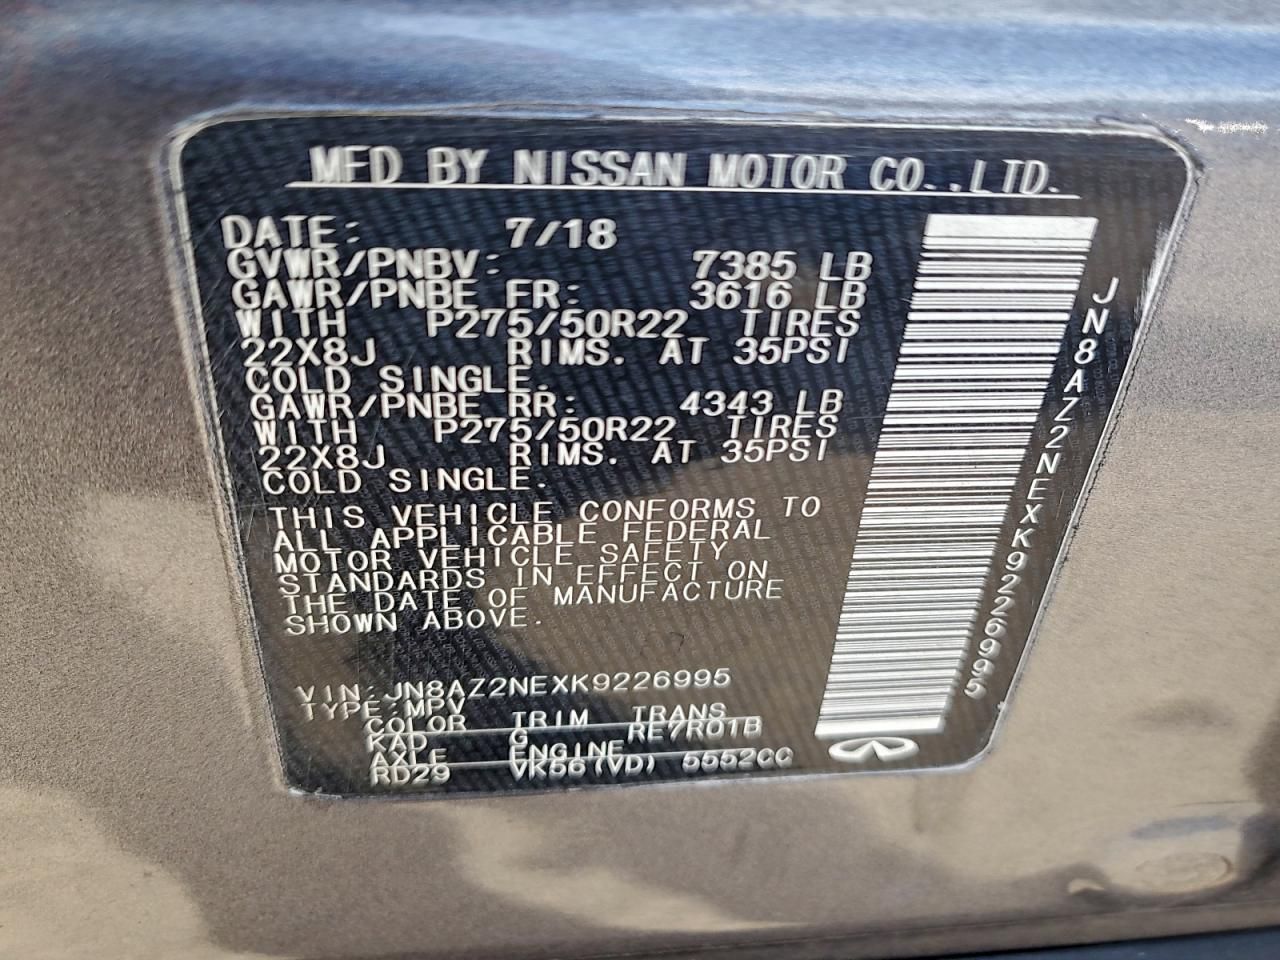 MFD BY NISSAN MOTOR CO.,LTD.
DATE: 7/18
GVWR/PNBV: 7385 LB
GAWR/PNBE FR: 3616 LB
WITH P275/50R22 TIRES
22X8J RIMS. AT 35PSI
COLD SINGLE.
GAWR/PNBE RR: 4343 LB
WITH P275/50R22 TIRES
22X8J RIMS. AT 35PSI
COLD SINGLE.
THIS VEHICLE CONFORMS TO
ALL APPLICABLE FEDERAL
MOTOR VEHICLE SAFETY
STANDARDS IN EFFECT ON
THE DATE OF MANUFACTURE
SHOWN ABOVE.
VIN:JN8AZ2NEXK9226995
TYPE:MPV
COLOR TRIM TRANS
KAD G RE7R01B
AXLE ENGINE
RD29 VK56(VD) 5552CC
JN8AZ2NEXK9226995